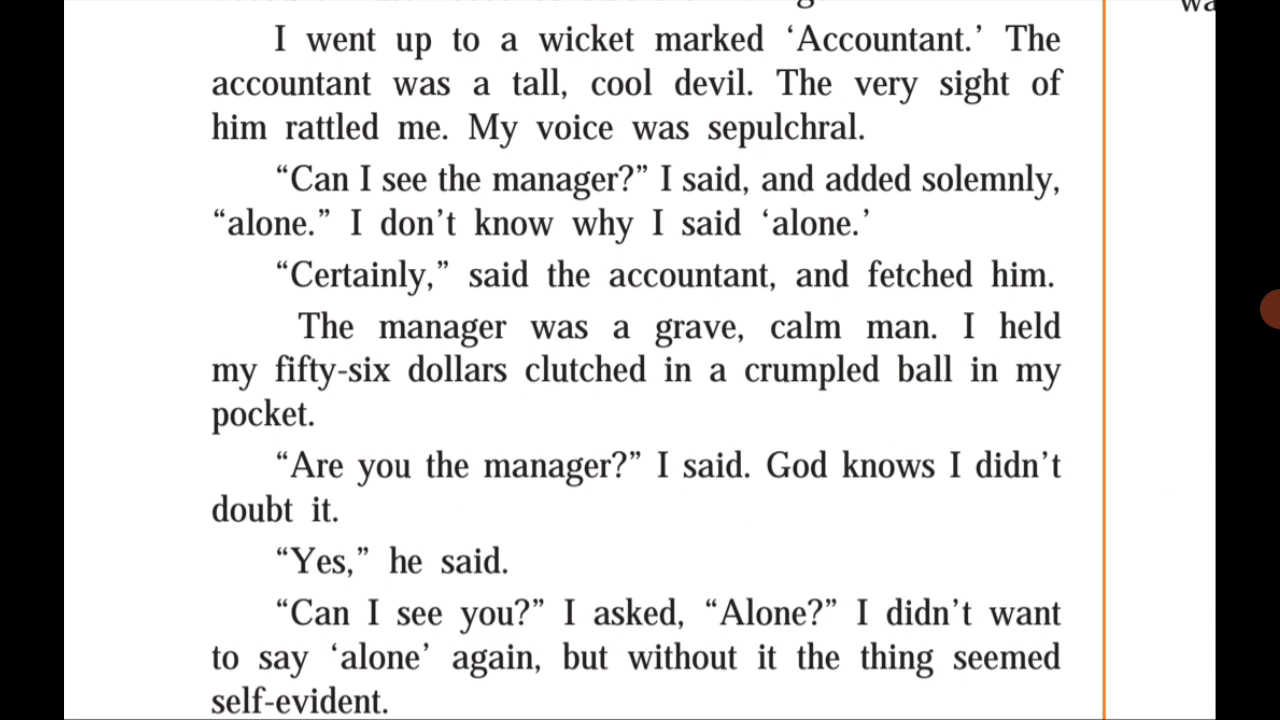 I went up to a wicket marked ‘Accountant.’ The
accountant was a tall, cool devil. The very sight of
him rattled me. My voice was sepulchral.
“Can I see the manager?” I said, and added solemnly,
“alone.” I don’t know why I said ‘alone.’
“Certainly,” said the accountant, and fetched him.
The manager was a grave, calm man. I held
my fifty-six dollars clutched in a crumpled ball in my
pocket.
“Are you the manager?” I said. God knows I didn’t
doubt it.
“Yes,” he said.
“Can I see you?” I asked, “Alone?” I didn’t want
to say ‘alone’ again, but without it the thing seemed
self-evident.